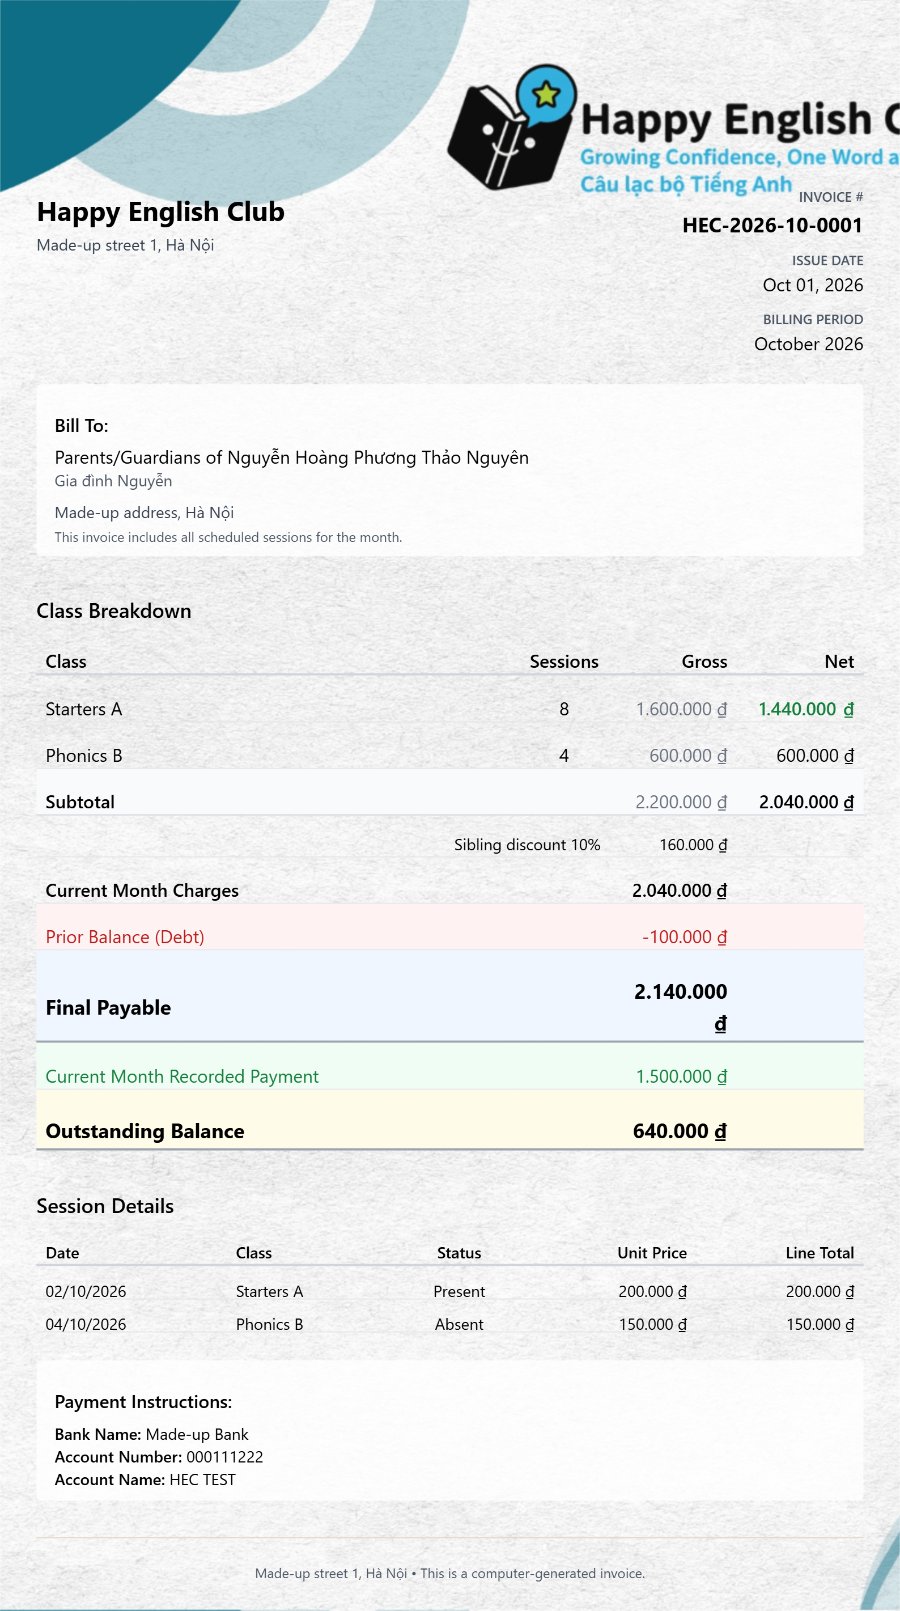 Happy English C
Growing Confidence, One Word a
Câu lạc bộ Tiếng Anh
Happy English Club
Made-up street 1, Hà Nội
INVOICE #
HEC-2026-10-0001
ISSUE DATE
Oct 01, 2026
BILLING PERIOD
October 2026
Bill To:
Parents/Guardians of Nguyễn Hoàng Phương Thảo Nguyên
Gia đình Nguyễn
Made-up address, Hà Nội
This invoice includes all scheduled sessions for the month.
Class Breakdown
Class Sessions Gross Net
Starters A 8 1.600.000 ₫ 1.440.000 ₫
Phonics B 4 600.000 ₫ 600.000 ₫
Subtotal 2.200.000 ₫ 2.040.000 ₫
Sibling discount 10% 160.000 ₫
Current Month Charges 2.040.000 ₫
Prior Balance (Debt) -100.000 ₫
Final Payable 2.140.000
₫
Current Month Recorded Payment 1.500.000 ₫
Outstanding Balance 640.000 ₫
Session Details
Date Class Status Unit Price Line Total
02/10/2026 Starters A Present 200.000 ₫ 200.000 ₫
04/10/2026 Phonics B Absent 150.000 ₫ 150.000 ₫
Payment Instructions:
Bank Name: Made-up Bank
Account Number: 000111222
Account Name: HEC TEST
Made-up street 1, Hà Nội • This is a computer-generated invoice.